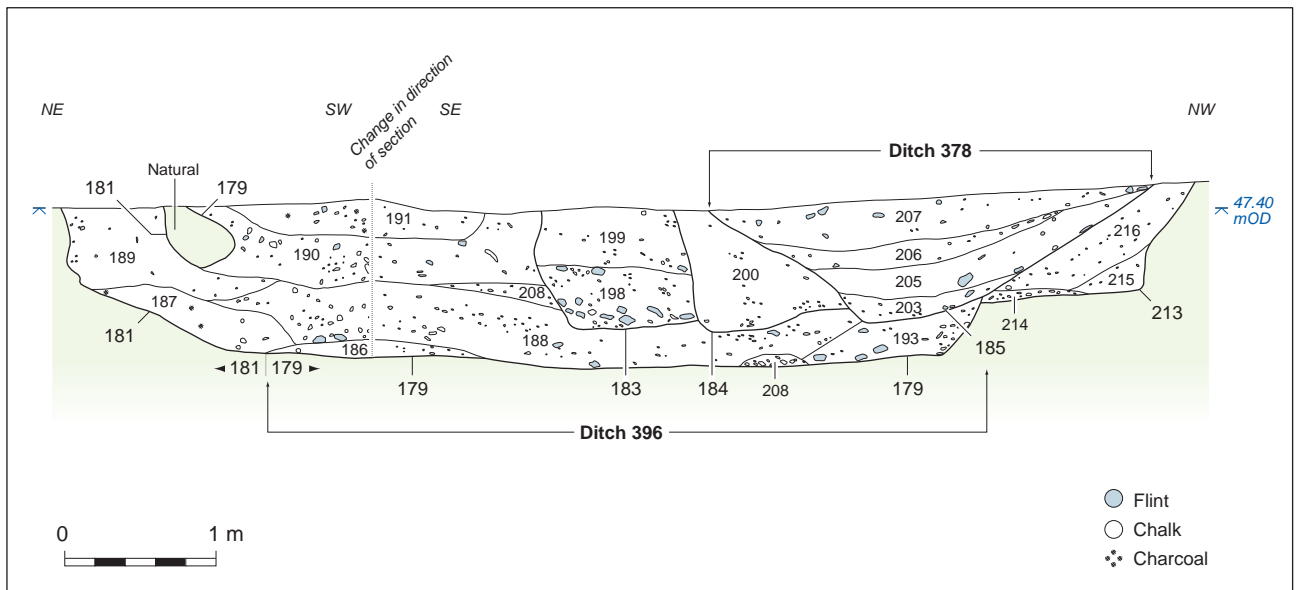 NE
SW
Change in direction
of section
SE
NW
Ditch 378
Natural
181
179
47.40
mOD
191
207
199
216
189
190
206
200
205
215
208
198
187
203
213
181
188
193
214
186
185
181
179
179
183
184
208
179
Ditch 396
0
1 m
Flint
Chalk
Charcoal